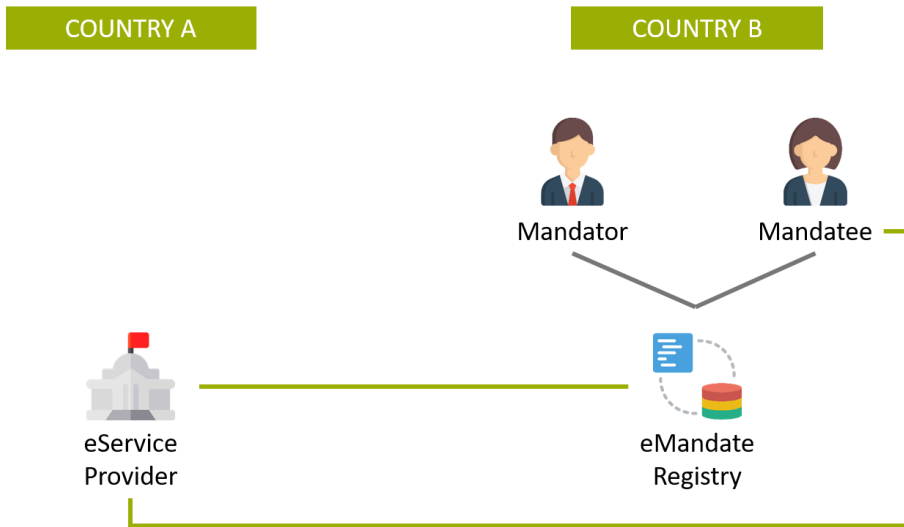 COUNTRY A
COUNTRY B
Mandator
Mandatee
eService
Provider
eMandate
Registry